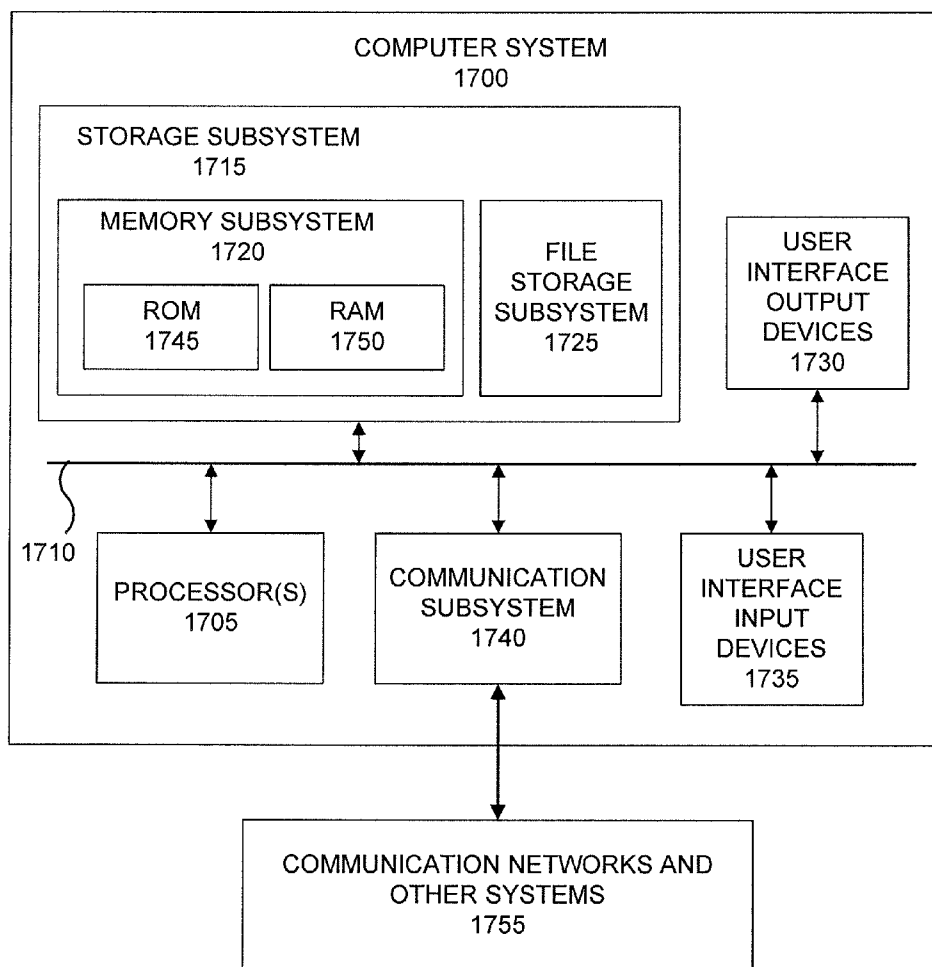 COMPUTER SYSTEM
1700
STORAGE SUBSYSTEM
1715
MEMORY SUBSYSTEM
1720
ROM
1745
RAM
1750
FILE
STORAGE
SUBSYSTEM
1725
USER
INTERFACE
OUTPUT
DEVICES
1730
1710
PROCESSOR(S)
1705
COMMUNICATION
SUBSYSTEM
1740
USER
INTERFACE
INPUT
DEVICES
1735
COMMUNICATION NETWORKS AND
OTHER SYSTEMS
1755